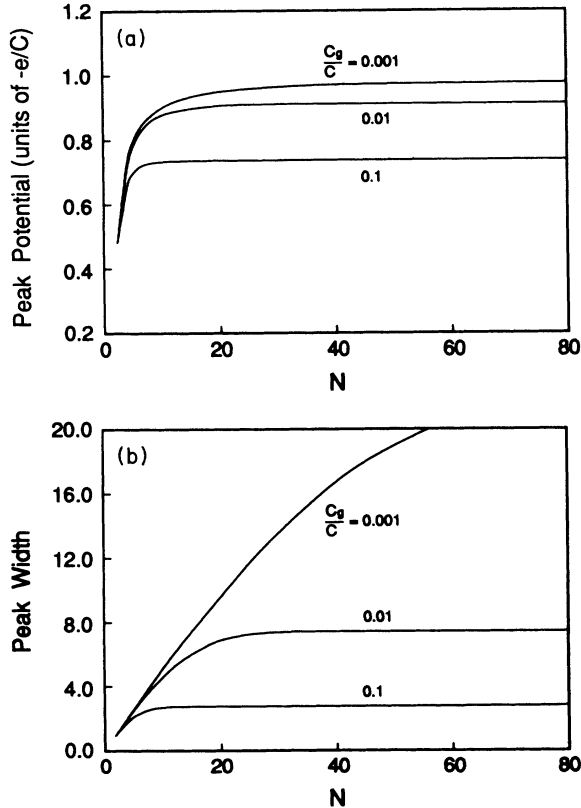 (a)
Peak Potential (units of -e/C)
1.2
1.0
0.8
0.6
0.4
0.2
Cg/C = 0.001
0.01
0.1
0 20 40 60 80
N
(b)
Peak Width
20.0
16.0
12.0
8.0
4.0
0.0
Cg/C = 0.001
0.01
0.1
0 20 40 60 80
N